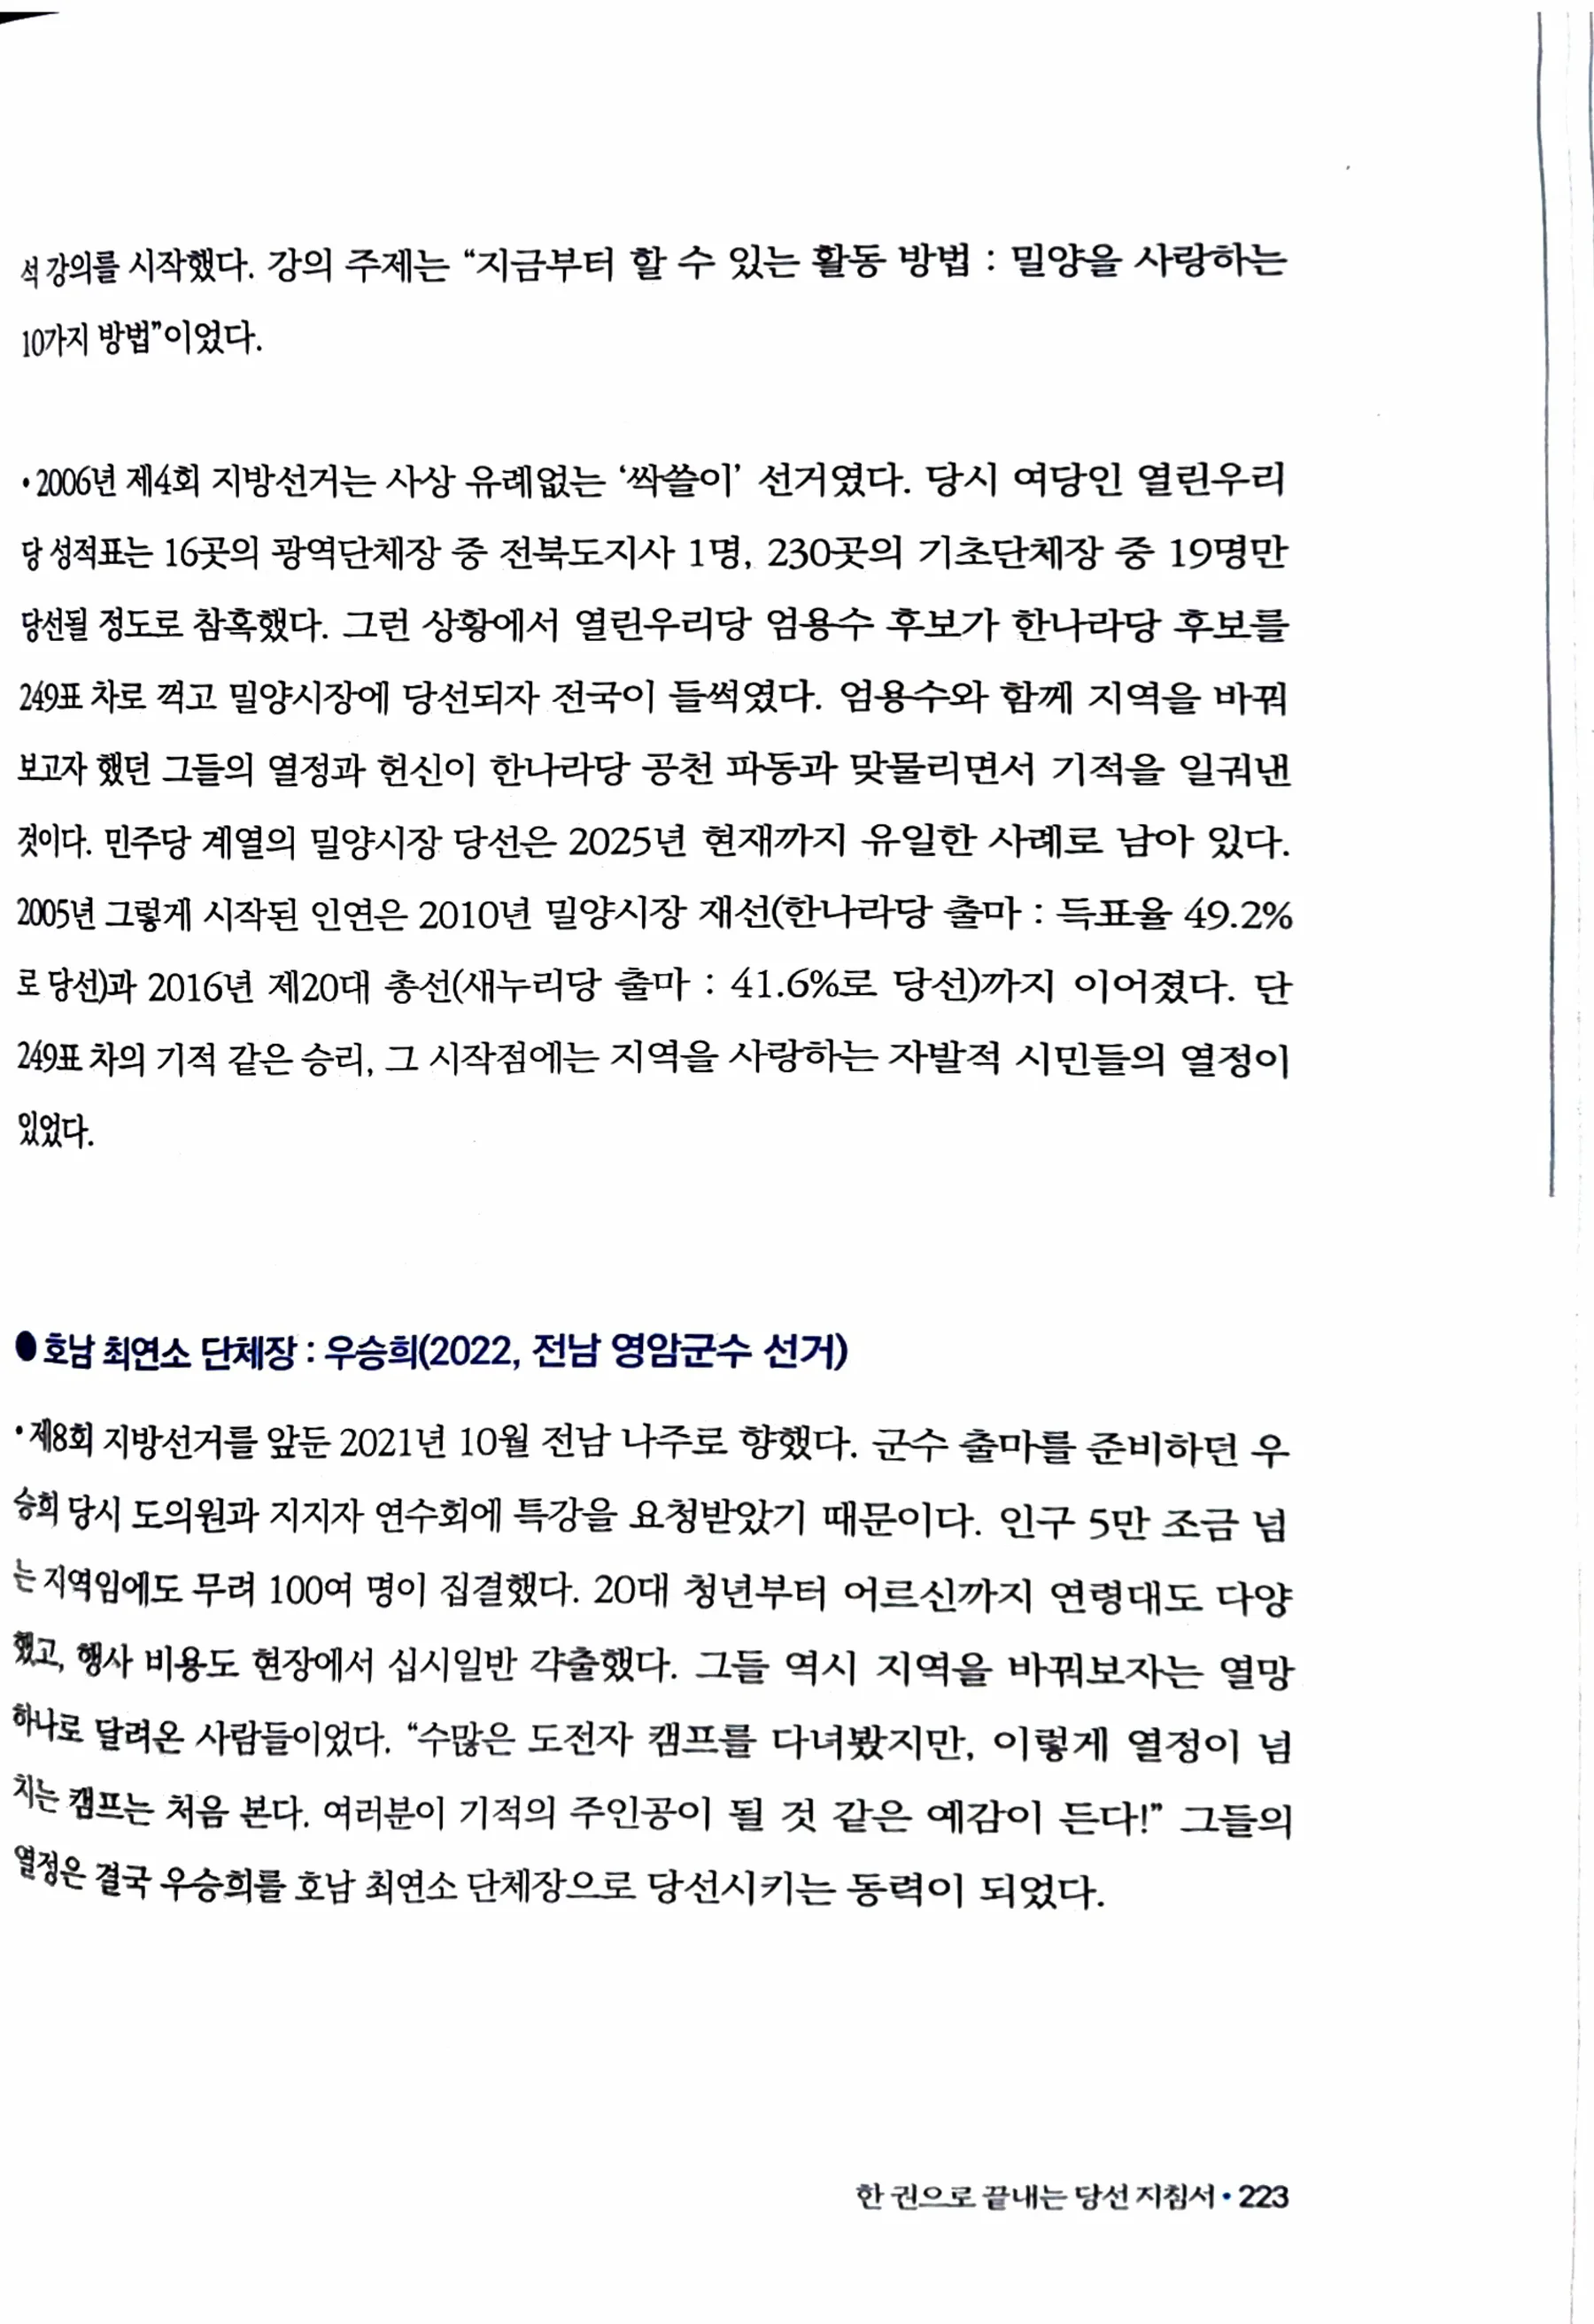 석 강의를 시작했다. 강의 주제는 “지금부터 할 수 있는 활동 방법 : 밀양을 사랑하는
10가지 방법”이었다.
• 2006년 제4회 지방선거는 사상 유례없는 ‘싹쓸이’ 선거였다. 당시 여당인 열린우리
당 성적표는 16곳의 광역단체장 중 전북도지사 1명, 230곳의 기초단체장 중 19명만
당선될 정도로 참혹했다. 그런 상황에서 열린우리당 엄용수 후보가 한나라당 후보를
249표 차로 꺽고 밀양시장에 당선되자 전국이 들썩였다. 엄용수와 함께 지역을 바꿔
보고자 했던 그들의 열정과 헌신이 한나라당 공천 파동과 맞물리면서 기적을 일궈낸
것이다. 민주당 계열의 밀양시장 당선은 2025년 현재까지 유일한 사례로 남아 있다.
2005년 그렇게 시작된 인연은 2010년 밀양시장 재선(한나라당 출마 : 득표율 49.2%
로 당선)과 2016년 제20대 총선(새누리당 출마 : 41.6%로 당선)까지 이어졌다. 단
249표 차의 기적 같은 승리, 그 시작점에는 지역을 사랑하는 자발적 시민들의 열정이
있었다.
● 호남 최연소 단체장 : 우승희(2022, 전남 영암군수 선거)
• 제8회 지방선거를 앞둔 2021년 10월 전남 나주로 향했다. 군수 출마를 준비하던 우
승희 당시 도의원과 지지자 연수회에 특강을 요청받았기 때문이다. 인구 5만 조금 넘
는 지역임에도 무려 100여 명이 집결했다. 20대 청년부터 어르신까지 연령대도 다양
했고, 행사 비용도 현장에서 십시일반 갹출했다. 그들 역시 지역을 바꿔보자는 열망
하나로 달려온 사람들이었다. “수많은 도전자 캠프를 다녀봤지만, 이렇게 열정이 넘
치는 캠프는 처음 본다. 여러분이 기적의 주인공이 될 것 같은 예감이 든다!” 그들의
열정은 결국 우승희를 호남 최연소 단체장으로 당선시키는 동력이 되었다.
한 권으로 끝내는 당선 지침서 • 223